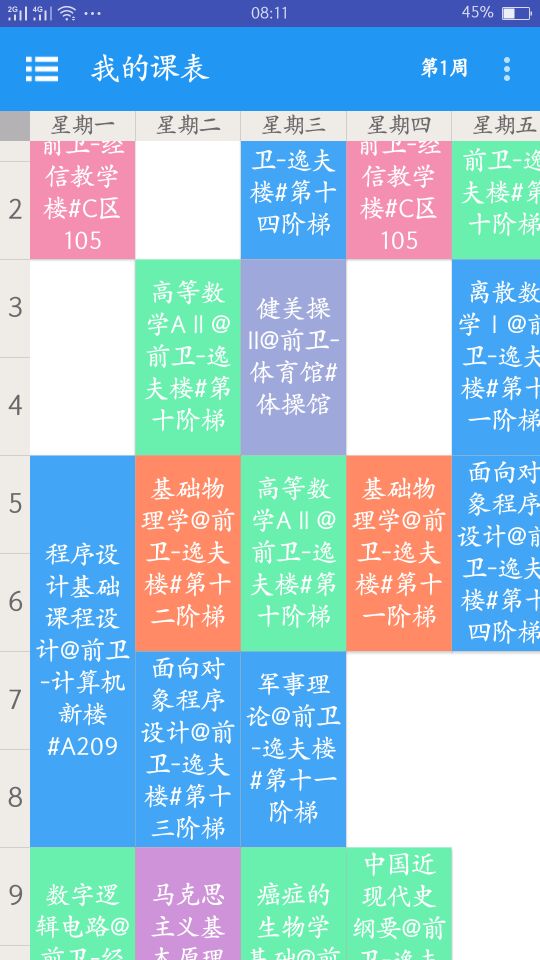 2G 4G 08:11 45%
我的课表 第1周
星期一 星期二 星期三 星期四 星期五
前卫-经
信教学
楼#C区
105
卫-逸夫
楼#第十
四阶梯
前卫-经
信教学
楼#C区
105
前卫-逸
夫楼#第
十阶梯
2
3
高等数
学AⅡ@
前卫-逸
夫楼#第
十阶梯
健美操
II@前卫-
体育馆#
体操馆
离散数
学Ⅰ@前
卫-逸夫
楼#第十
一阶梯
4
5
程序设
计基础
课程设
计@前卫
-计算机
新楼
#A209
基础物
理学@前
卫-逸夫
楼#第十
二阶梯
高等数
学AⅡ@
前卫-逸
夫楼#第
十阶梯
基础物
理学@前
卫-逸夫
楼#第十
一阶梯
面向对
象程序
设计@前
卫-逸夫
楼#第十
四阶梯
6
7
面向对
象程序
设计@前
卫-逸夫
楼#第十
三阶梯
军事理
论@前卫
-逸夫楼
#第十一
阶梯
8
9
数字逻
辑电路@
前卫-经
马克思
主义基
本原理
癌症的
生物学
基础@前
中国近
现代史
纲要@前
卫-逸夫